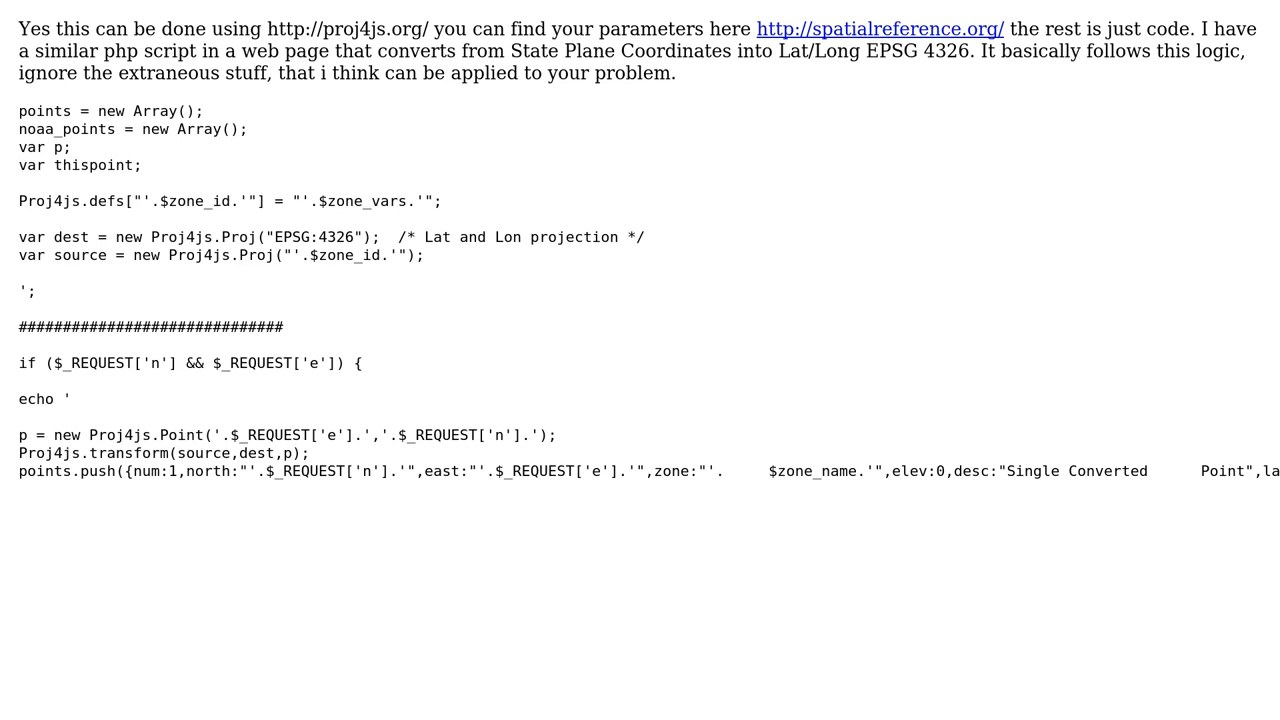 Yes this can be done using http://proj4js.org/ you can find your parameters here http://spatialreference.org/ the rest is just code. I have
a similar php script in a web page that converts from State Plane Coordinates into Lat/Long EPSG 4326. It basically follows this logic,
ignore the extraneous stuff, that i think can be applied to your problem.
points = new Array();
noaa_points = new Array();
var p;
var thispoint;
Proj4js.defs["'.$zone_id.'"] = "'.$zone_vars.'";
var dest = new Proj4js.Proj("EPSG:4326");  /* Lat and Lon projection */
var source = new Proj4js.Proj("'.$zone_id.'");
';
##############################
if ($_REQUEST['n'] && $_REQUEST['e']) {
echo '
p = new Proj4js.Point('.$_REQUEST['e'].','.$_REQUEST['n'].');
Proj4js.transform(source,dest,p);
points.push({num:1,north:"'.$_REQUEST['n'].'",east:"'.$_REQUEST['e'].'",zone:"'.     $zone_name.'",elev:0,desc:"Single Converted      Point",la